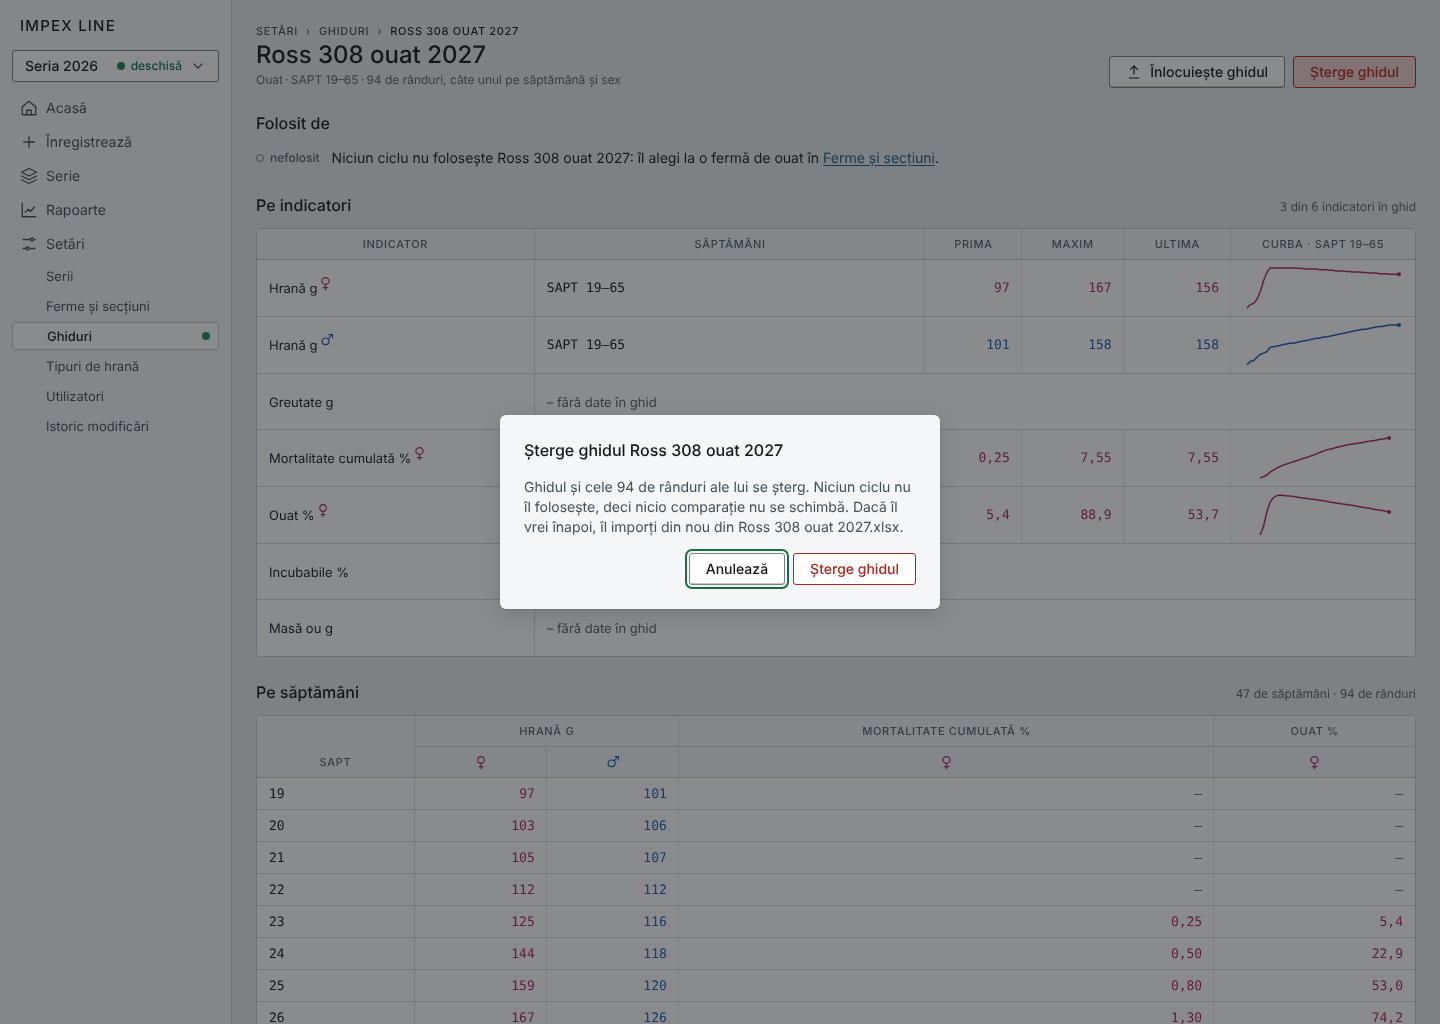 IMPEX LINE
Seria 2026 deschisă
Acasă
Înregistrează
Serie
Rapoarte
Setări
Serii
Ferme și secțiuni
Ghiduri
Tipuri de hrană
Utilizatori
Istoric modificări
SETĂRI › GHIDURI › ROSS 308 OUAT 2027
Ross 308 ouat 2027
Ouat · SAPT 19–65 · 94 de rânduri, câte unul pe săptămână și sex
Înlocuiește ghidul
Șterge ghidul
Folosit de
nefolosit Niciun ciclu nu folosește Ross 308 ouat 2027: îl alegi la o fermă de ouat în Ferme și secțiuni.
Pe indicatori
3 din 6 indicatori în ghid
INDICATOR SĂPTĂMÂNI PRIMA MAXIM ULTIMA CURBA · SAPT 19–65
Hrană g ♀ SAPT 19–65 97 167 156
Hrană g ♂ SAPT 19–65 101 158 158
Greutate g – fără date în ghid
Mortalitate cumulată % ♀ 0,25 7,55 7,55
Ouat % ♀ 5,4 88,9 53,7
Incubabile %
Masă ou g – fără date în ghid
Șterge ghidul Ross 308 ouat 2027
Ghidul și cele 94 de rânduri ale lui se șterg. Niciun ciclu nu
îl folosește, deci nicio comparație nu se schimbă. Dacă îl
vrei înapoi, îl imporți din nou din Ross 308 ouat 2027.xlsx.
Anulează
Șterge ghidul
Pe săptămâni
47 de săptămâni · 94 de rânduri
HRANĂ G MORTALITATE CUMULATĂ % OUAT %
SAPT ♀ ♂ ♀ ♀
19 97 101 – –
20 103 106 – –
21 105 107 – –
22 112 112 – –
23 125 116 0,25 5,4
24 144 118 0,50 22,9
25 159 120 0,80 53,0
26 167 126 1,30 74,2